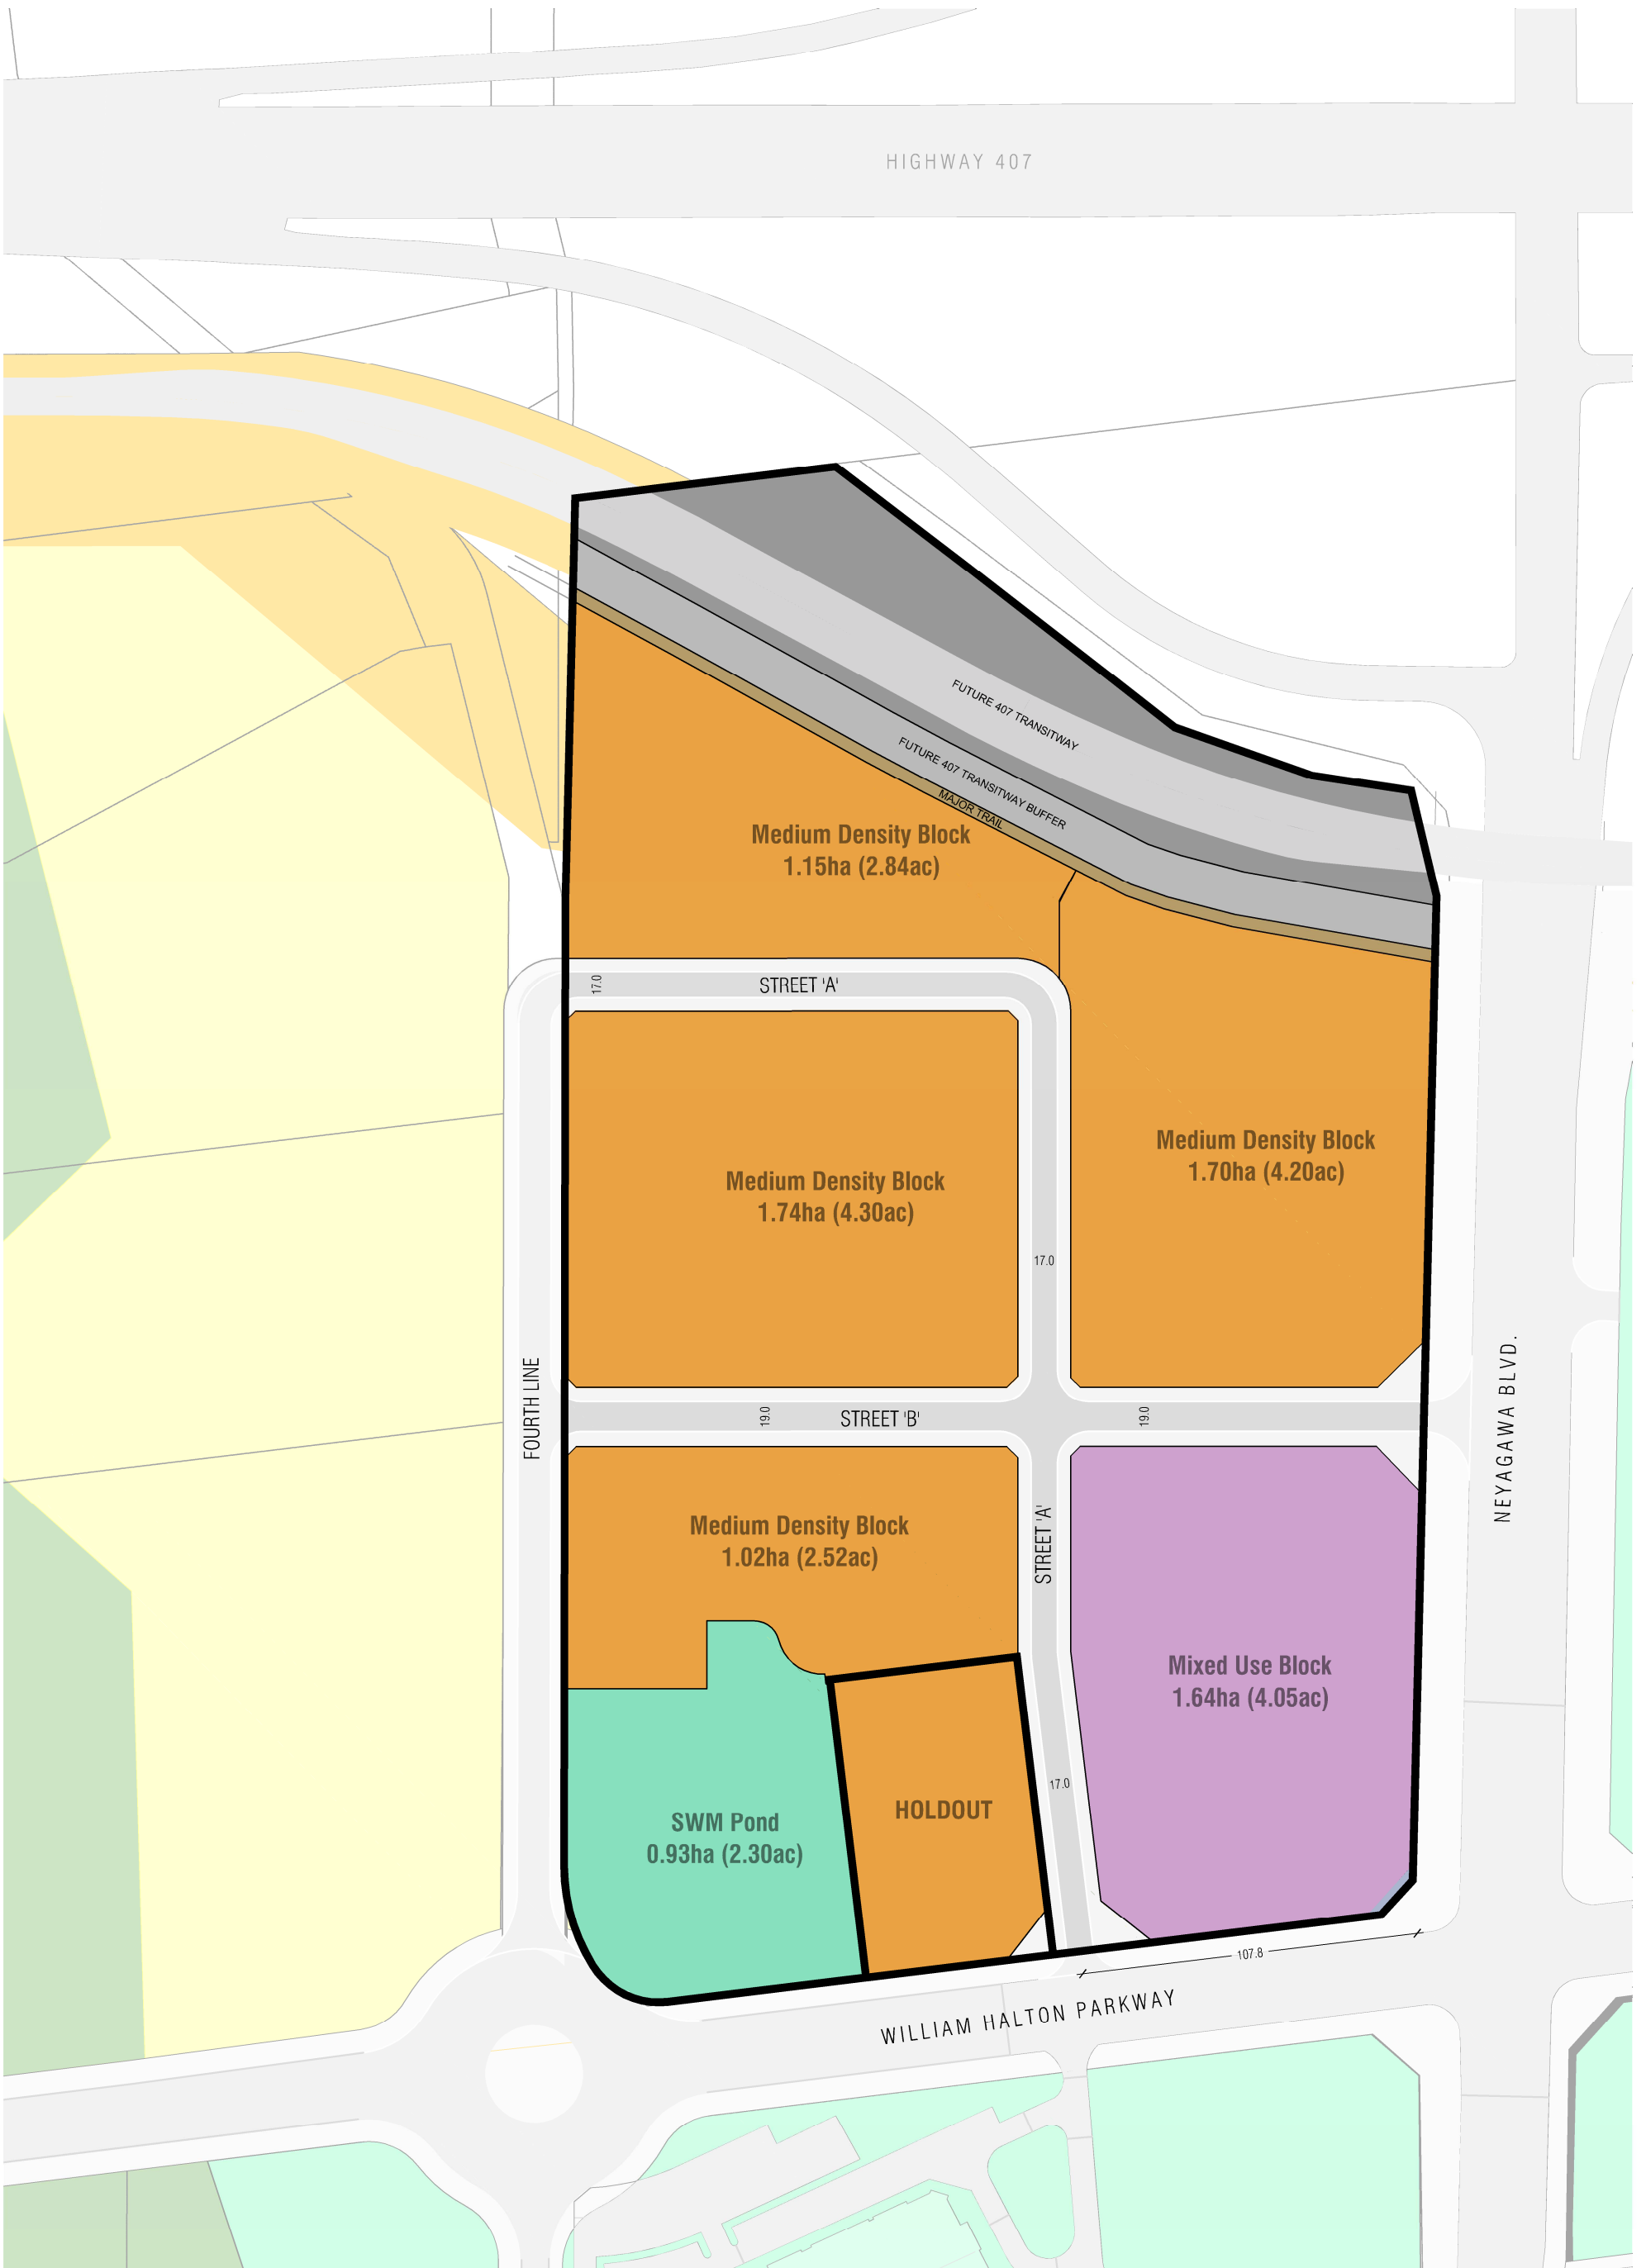 HIGHWAY 407
FUTURE 407 TRANSITWAY
FUTURE 407 TRANSITWAY BUFFER
MAJOR TRAIL
Medium Density Block
1.15ha (2.84ac)
17.0
STREET 'A'
Medium Density Block
1.70ha (4.20ac)
Medium Density Block
1.74ha (4.30ac)
17.0
FOURTH LINE
NEYAGAWA BLVD.
19.0
STREET 'B'
19.0
Medium Density Block
1.02ha (2.52ac)
STREET 'A'
Mixed Use Block
1.64ha (4.05ac)
17.0
HOLDOUT
SWM Pond
0.93ha (2.30ac)
107.8
WILLIAM HALTON PARKWAY